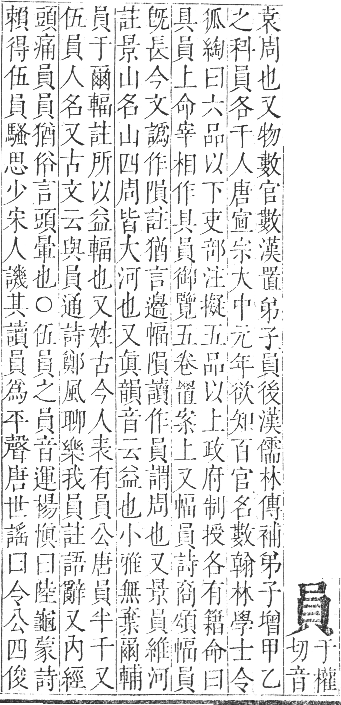 員于權
切音
袁周也又物數官數漢置弟子員後漢儒林傳補弟子增甲乙
之科員各千人唐宣宗大中元年欲知百官名數翰林學士令
狐綯曰六品以下吏部注擬五品以上政府制授各有籍命曰
具員上命宰相作具員御覽五卷置案上又幅員詩商頌幅員
旣長今文譌作隕註猶言邊幅隕讀作員謂周也又景員維河
註景山名山四周皆大河也又眞韻音云益也小雅無棄爾輔
員于爾輻註所以益輻也又姓古今人表有員公唐員半千又
伍員人名又古文云與員通詩鄭風聊樂我員註語辭又內經
頭痛員員猶俗言頭暈也○伍員之員音運楊愼曰陸龜蒙詩
賴得伍員騷思少宋人譏其讀員爲平聲唐世謠曰令公四俊